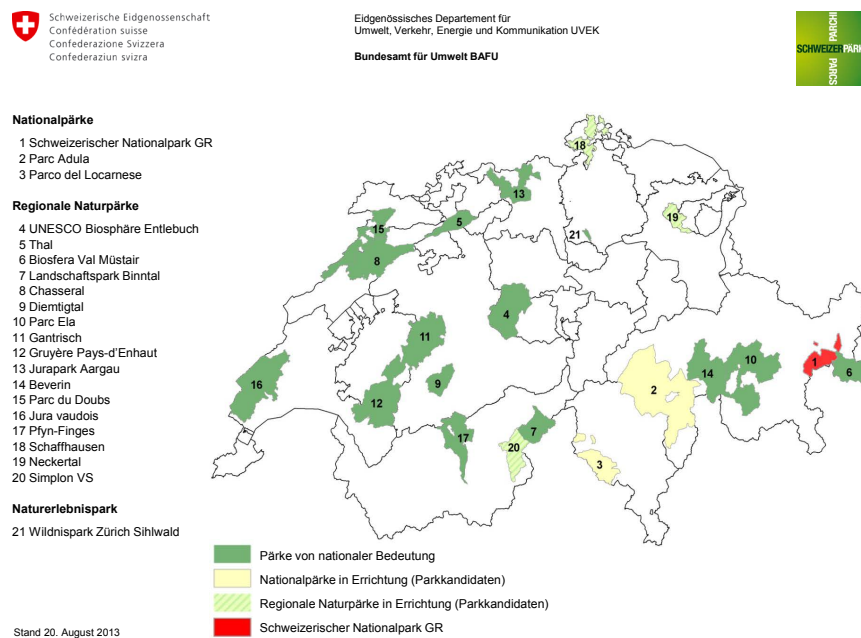 Schweizerische Eidgenossenschaft
Confédération suisse
Confederazione Svizzera
Confederaziun svizra
Eidgenössisches Departement für
Umwelt, Verkehr, Energie und Kommunikation UVEK
Bundesamt für Umwelt BAFU
SCHWEIZER PÄRKE
PARCHI
PARCS
Nationalpärke
1 Schweizerischer Nationalpark GR
2 Parc Adula
3 Parco del Locarnese
Regionale Naturpärke
4 UNESCO Biosphäre Entlebuch
5 Thal
6 Biosfera Val Müstair
7 Landschaftspark Binntal
8 Chasseral
9 Diemtigtal
10 Parc Ela
11 Gantrisch
12 Gruyère Pays-d'Enhaut
13 Jurapark Aargau
14 Beverin
15 Parc du Doubs
16 Jura vaudois
17 Pfyn-Finges
18 Schaffhausen
19 Neckertal
20 Simplon VS
Naturerlebnispark
21 Wildnispark Zürich Sihlwald
18
13
19
15
5
21
8
4
11
1
10
6
16
9
2
14
12
17
7
20
3
Pärke von nationaler Bedeutung
Nationalpärke in Errichtung (Parkkandidaten)
Regionale Naturpärke in Errichtung (Parkkandidaten)
Schweizerischer Nationalpark GR
Stand 20. August 2013